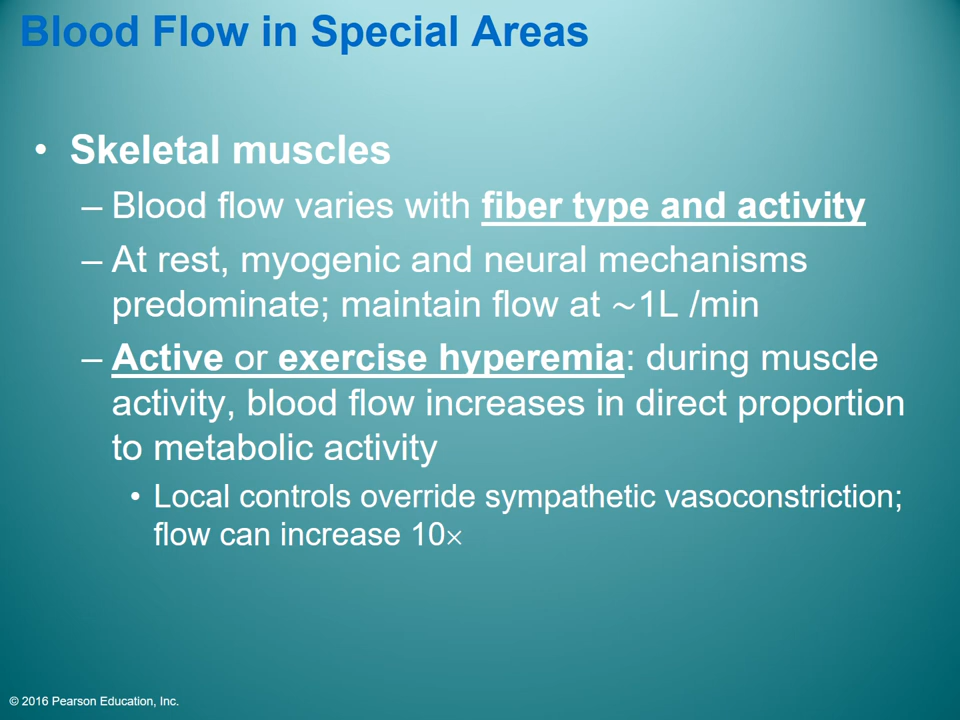 Blood Flow in Special Areas
• Skeletal muscles
– Blood flow varies with fiber type and activity
– At rest, myogenic and neural mechanisms
predominate; maintain flow at ~1L /min
– Active or exercise hyperemia: during muscle
activity, blood flow increases in direct proportion
to metabolic activity
• Local controls override sympathetic vasoconstriction;
flow can increase 10×
© 2016 Pearson Education, Inc.